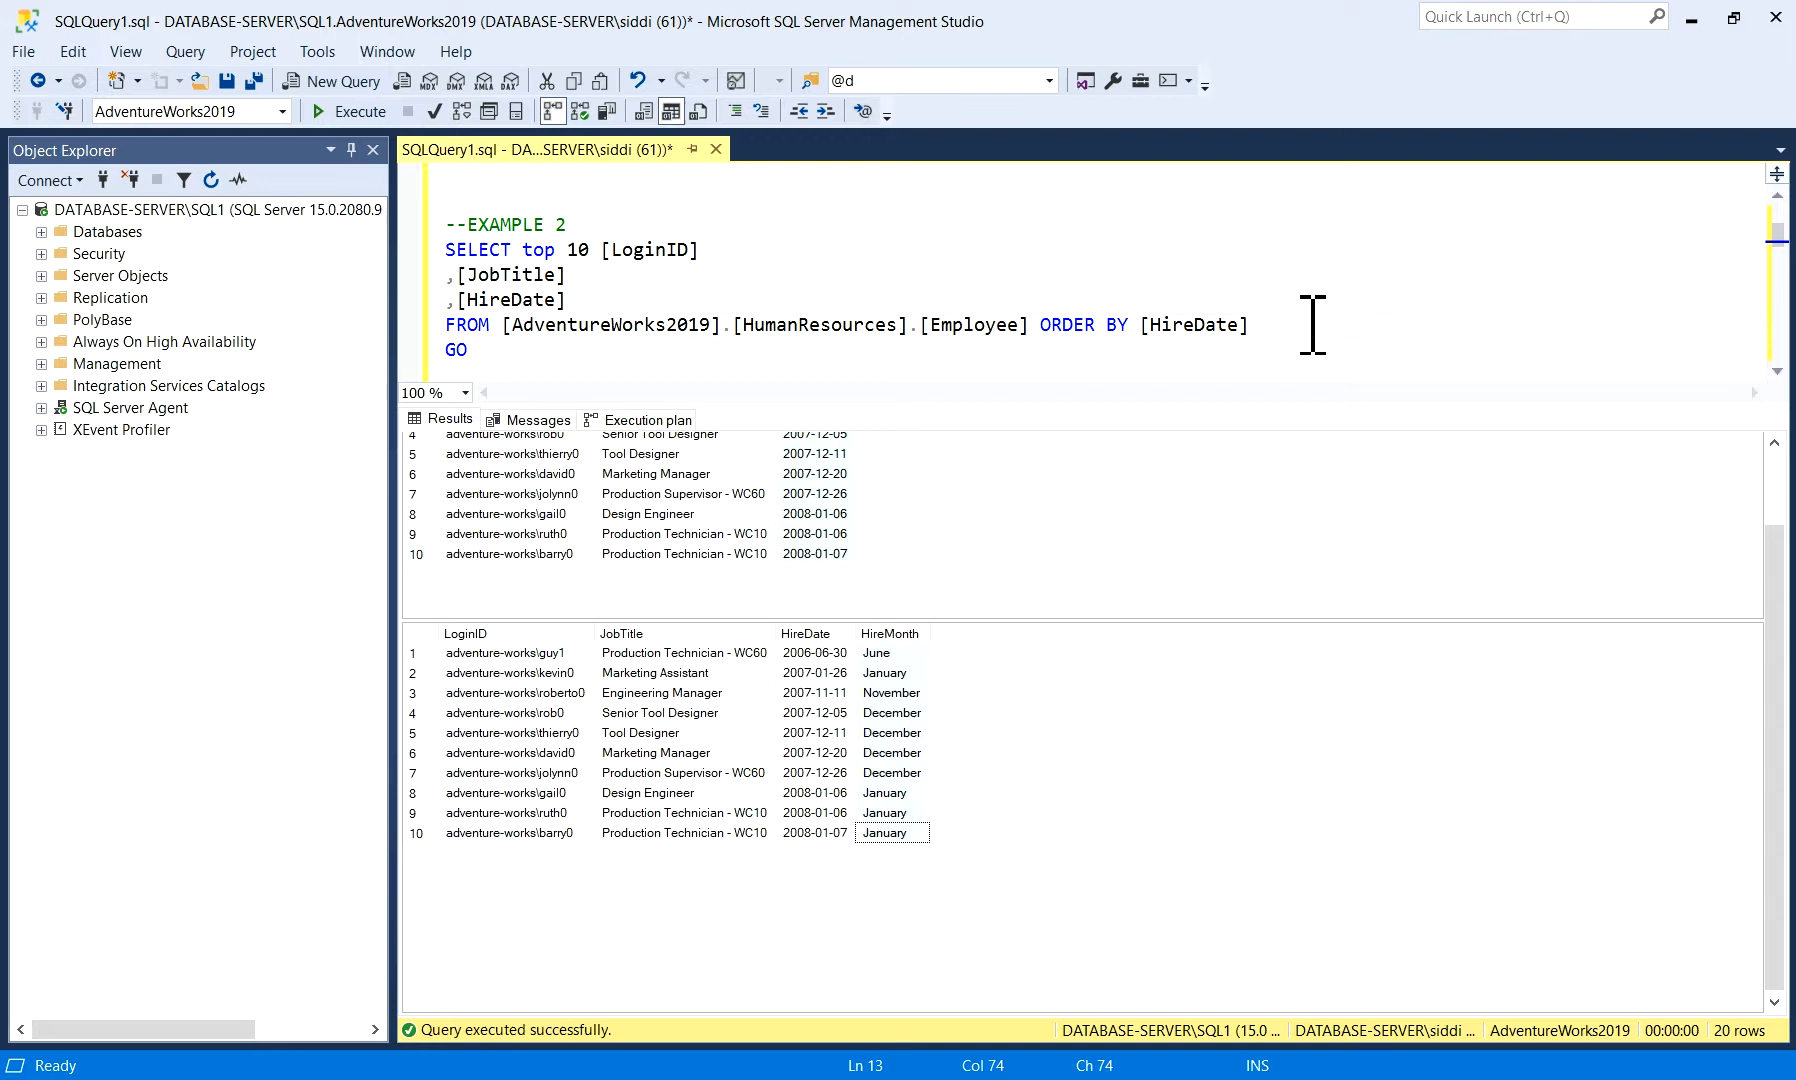 SQLQuery1.sql - DATABASE-SERVER\SQL1.AdventureWorks2019 (DATABASE-SERVER\siddi (61))* - Microsoft SQL Server Management Studio
Quick Launch (Ctrl+Q)
File Edit View Query Project Tools Window Help
New Query MDX DMX XMLA DAX @d
AdventureWorks2019 Execute
Object Explorer
SQLQuery1.sql - DA...SERVER\siddi (61))*
Connect
DATABASE-SERVER\SQL1 (SQL Server 15.0.2080.9
Databases
Security
Server Objects
Replication
PolyBase
Always On High Availability
Management
Integration Services Catalogs
SQL Server Agent
XEvent Profiler
--EXAMPLE 2
SELECT top 10 [LoginID]
,[JobTitle]
,[HireDate]
FROM [AdventureWorks2019].[HumanResources].[Employee] ORDER BY [HireDate]
GO
100 %
Results Messages Execution plan
4 adventure-works\rob0 Senior Tool Designer 2007-12-05
5 adventure-works\thierry0 Tool Designer 2007-12-11
6 adventure-works\david0 Marketing Manager 2007-12-20
7 adventure-works\jolynn0 Production Supervisor - WC60 2007-12-26
8 adventure-works\gail0 Design Engineer 2008-01-06
9 adventure-works\ruth0 Production Technician - WC10 2008-01-06
10 adventure-works\barry0 Production Technician - WC10 2008-01-07
LoginID JobTitle HireDate HireMonth
1 adventure-works\guy1 Production Technician - WC60 2006-06-30 June
2 adventure-works\kevin0 Marketing Assistant 2007-01-26 January
3 adventure-works\roberto0 Engineering Manager 2007-11-11 November
4 adventure-works\rob0 Senior Tool Designer 2007-12-05 December
5 adventure-works\thierry0 Tool Designer 2007-12-11 December
6 adventure-works\david0 Marketing Manager 2007-12-20 December
7 adventure-works\jolynn0 Production Supervisor - WC60 2007-12-26 December
8 adventure-works\gail0 Design Engineer 2008-01-06 January
9 adventure-works\ruth0 Production Technician - WC10 2008-01-06 January
10 adventure-works\barry0 Production Technician - WC10 2008-01-07 January
Query executed successfully. DATABASE-SERVER\SQL1 (15.0 ... DATABASE-SERVER\siddi ... AdventureWorks2019 00:00:00 20 rows
Ready Ln 13 Col 74 Ch 74 INS